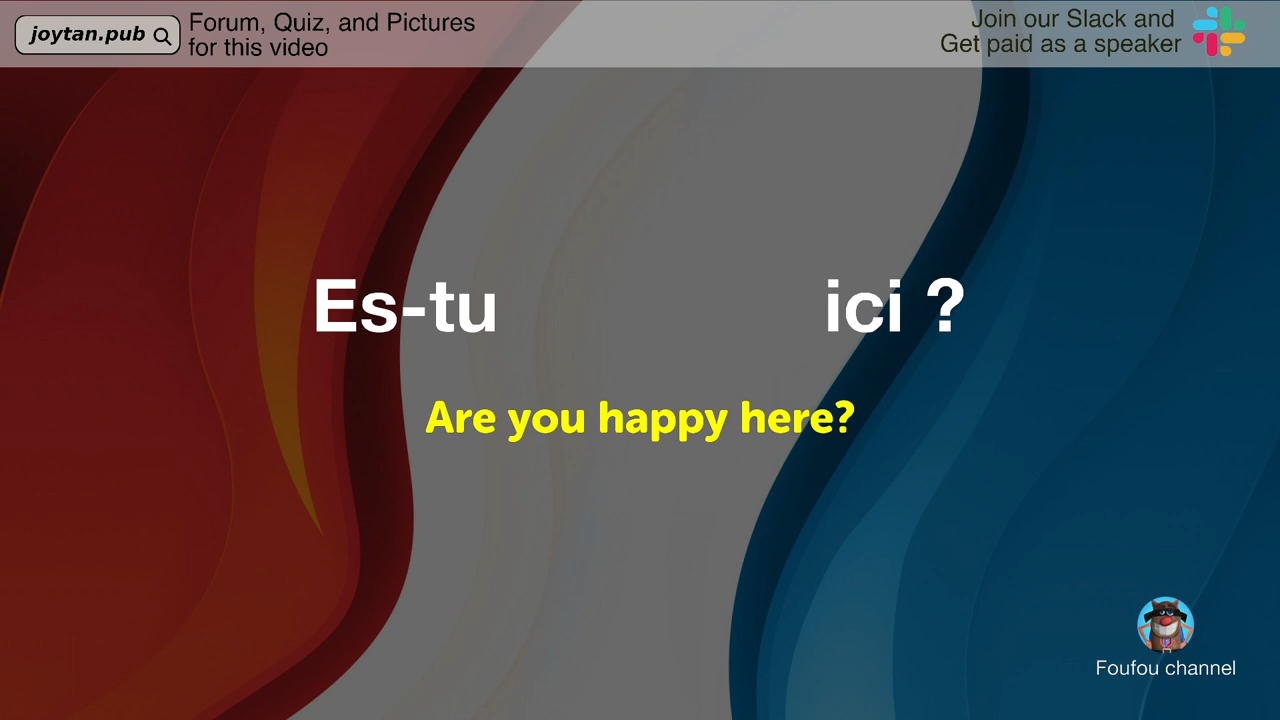 joytan.pub
Forum, Quiz, and Pictures
for this video
Join our Slack and
Get paid as a speaker
Es-tu ici ?
Are you happy here?
Foufou channel